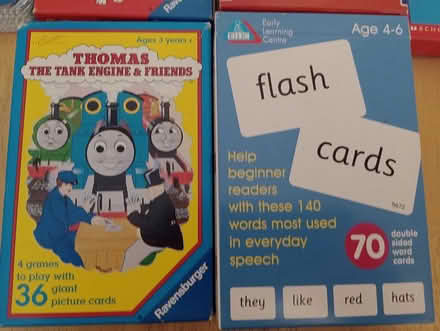 Ages 3 years +
THOMAS
THE TANK ENGINE & FRIENDS
4 games
to play with
36 giant
picture cards
Ravensburger
ELC
Early
Learning
Centre
Age 4-6
flash
cards
Help
beginner
readers
with these 140
words most used
in everyday
speech
70
double
sided
word
cards
they
like
red
hats